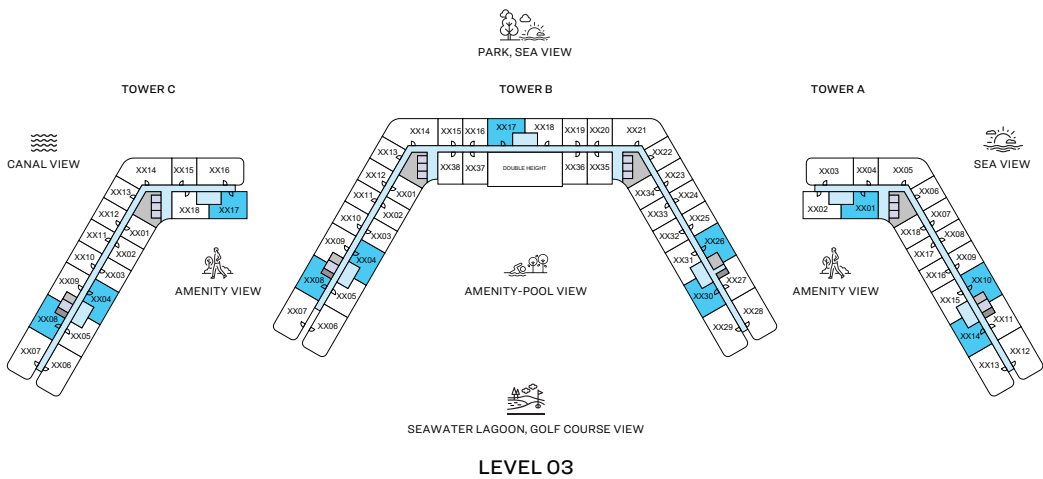 PARK, SEA VIEW
TOWER C
TOWER B
TOWER A
CANAL VIEW
SEA VIEW
XX14
XX15
XX16
XX13
XX12
XX11
XX10
XX09
XX08
XX07
XX17
XX18
XX01
XX02
XX03
XX04
XX05
XX06
AMENITY VIEW
XX14
XX15
XX16
XX17
XX18
XX19
XX20
XX21
XX13
XX12
XX11
XX10
XX09
XX08
XX07
XX38
XX37
DOUBLE HEIGHT
XX36
XX35
XX01
XX02
XX03
XX04
XX05
XX06
XX22
XX23
XX24
XX25
XX26
XX27
XX28
XX34
XX33
XX32
XX31
XX30
XX29
AMENITY-POOL VIEW
XX03
XX04
XX05
XX02
XX01
XX06
XX07
XX08
XX09
XX10
XX11
XX12
XX18
XX17
XX16
XX15
XX14
XX13
AMENITY VIEW
SEAWATER LAGOON, GOLF COURSE VIEW
LEVEL 03